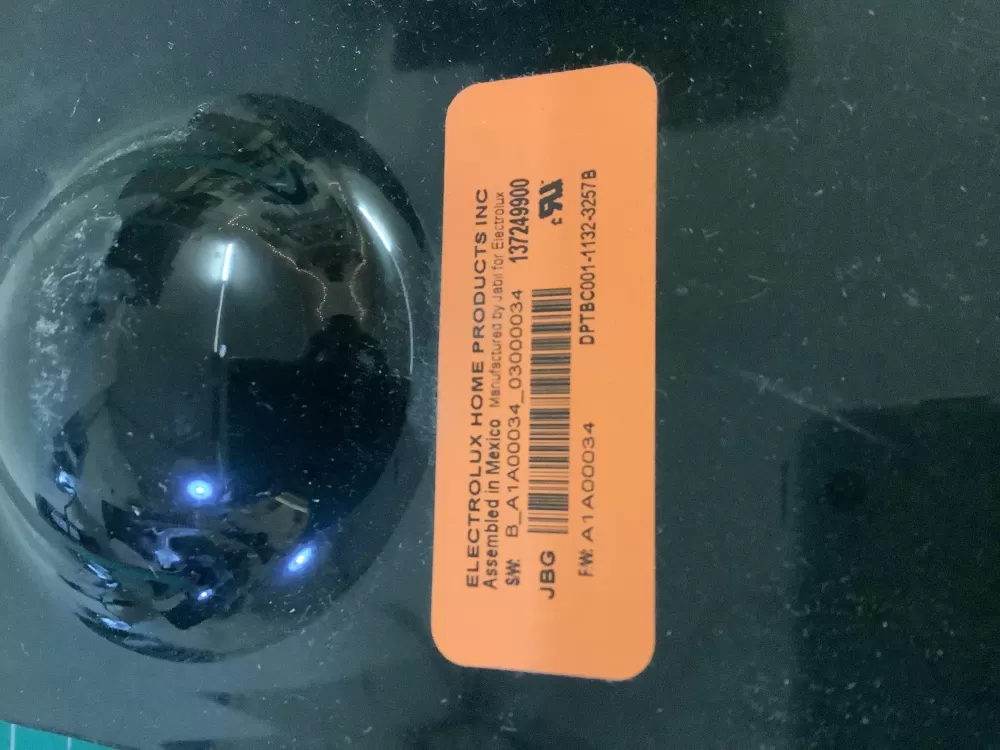 ELECTROLUX HOME PRODUCTS INC
Assembled in Mexico Manufactured by Jabil for Electrolux
SW: B_A1A00034_03000034 137249900
JBG
FW: A1A00034 DPTBC001-1132-3257B